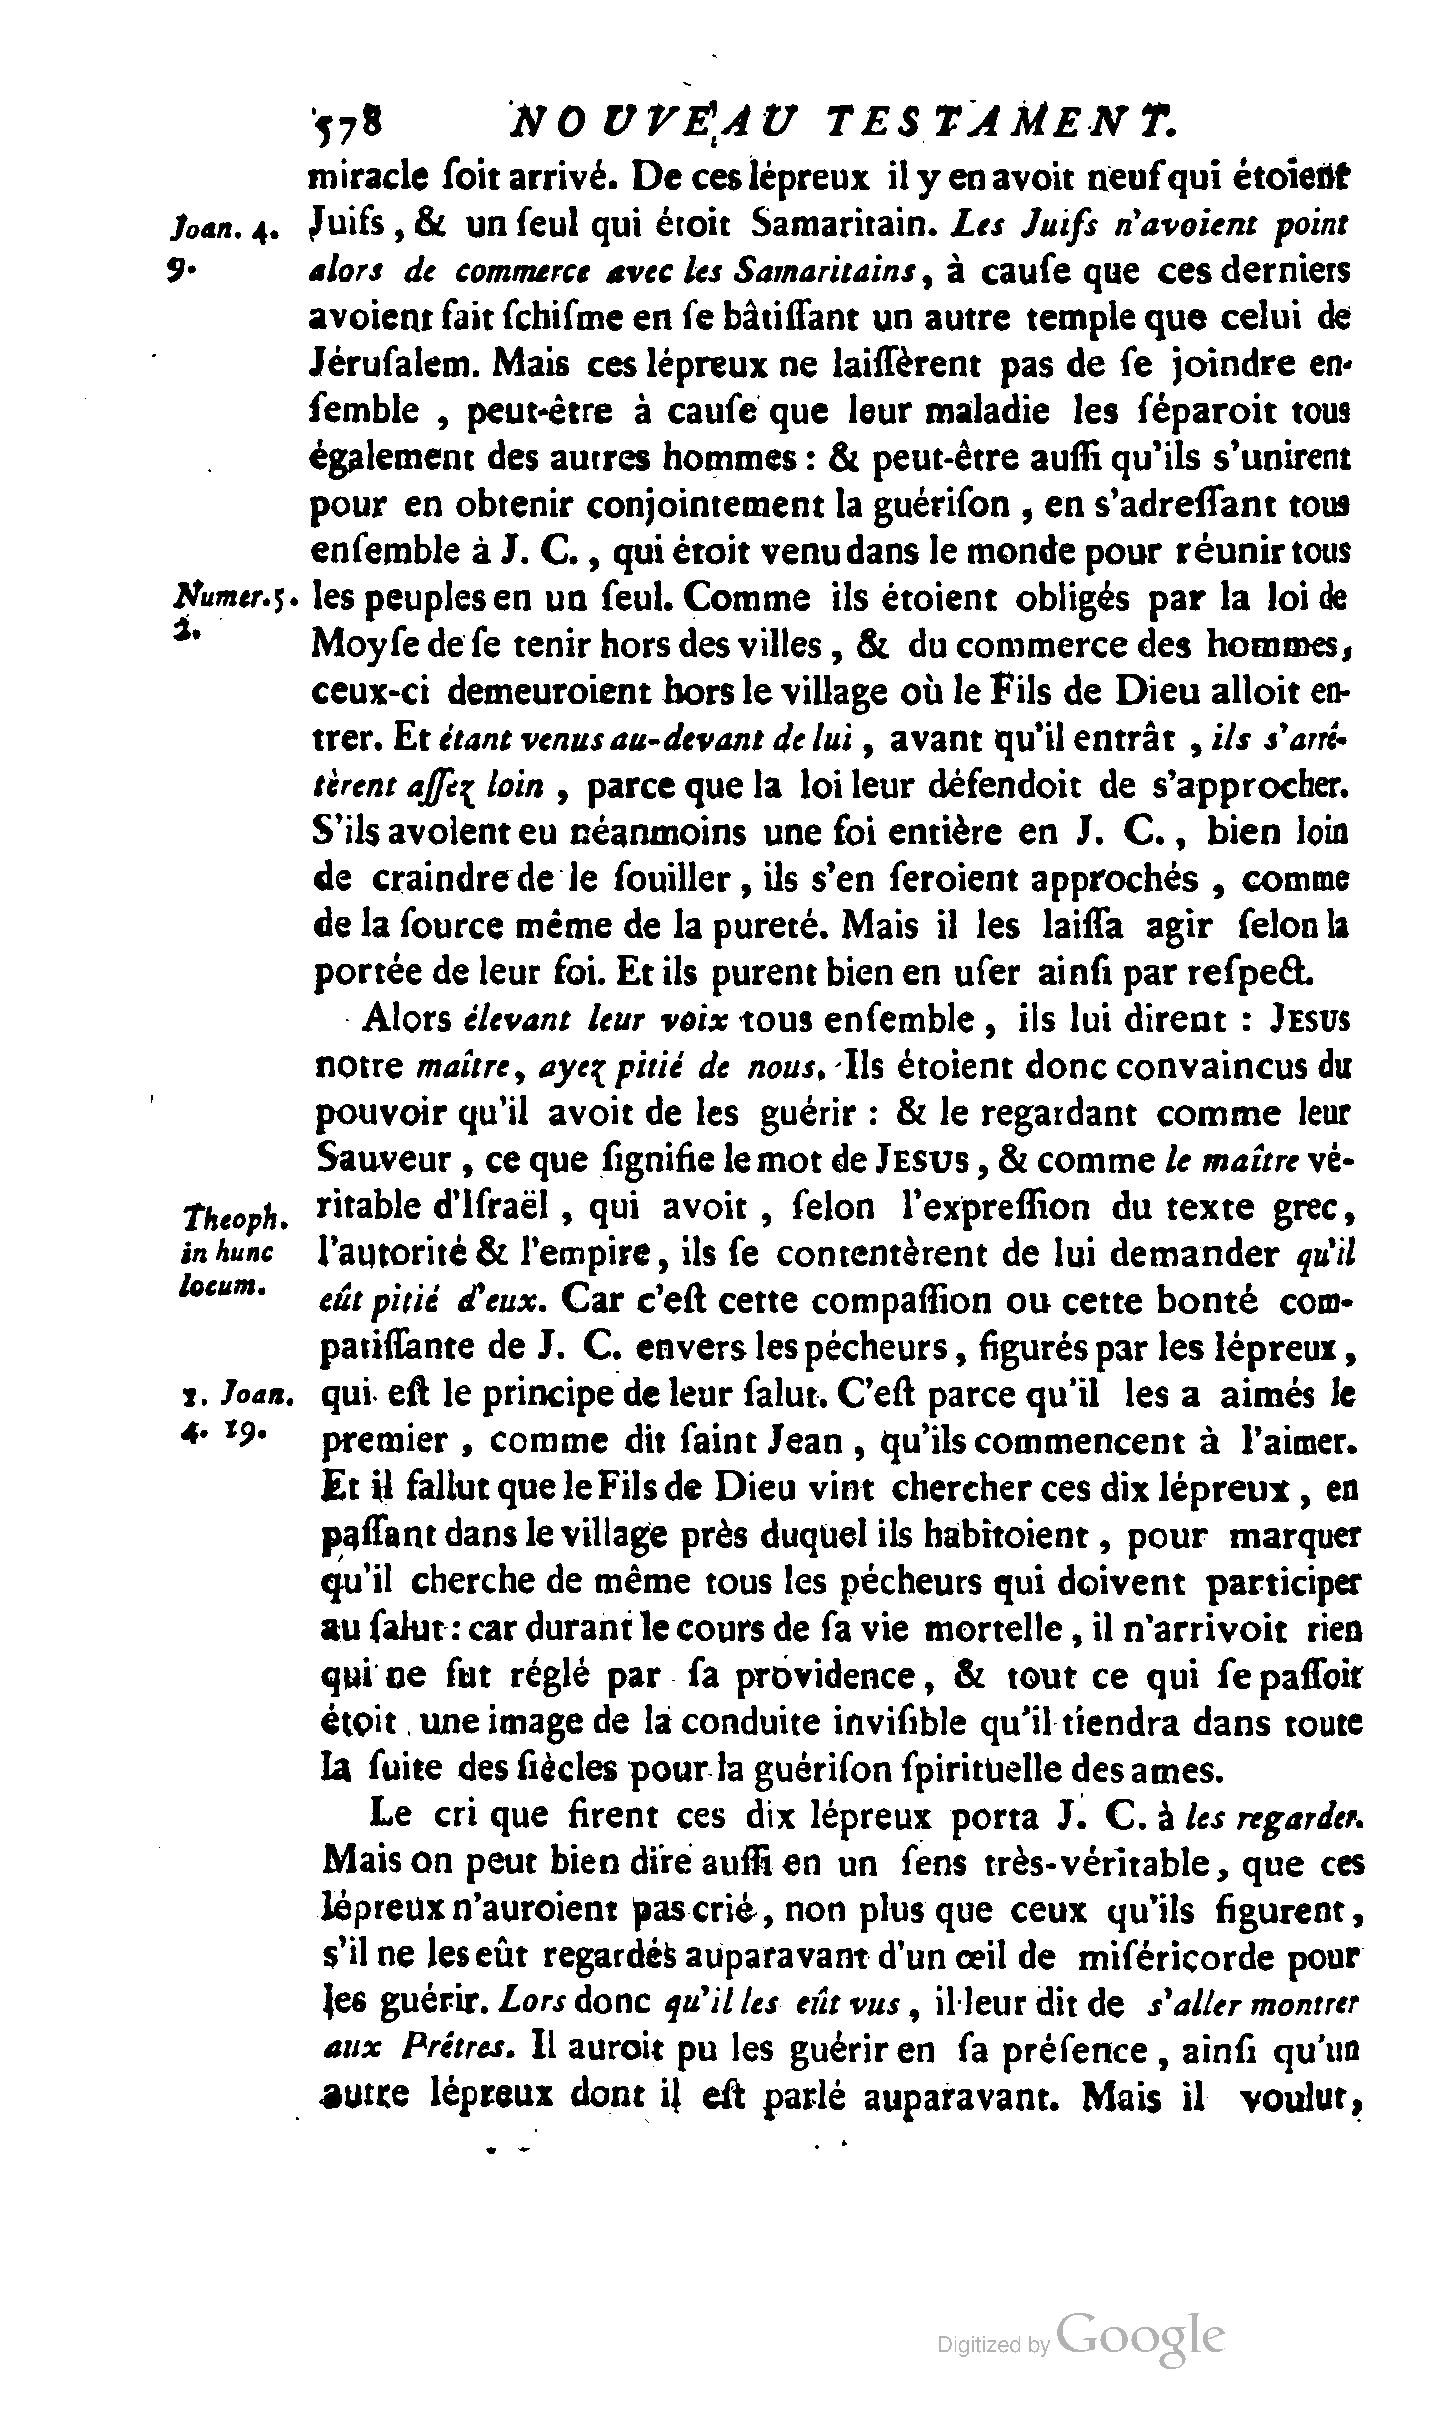 578 NOUVEAU TESTAMENT.
miracle ſoit arrivé. De ces lépreux il y en avoit neuf qui étoient
Joan. 4. Juifs, & un ſeul qui étoit Samaritain. Les Juifs n'avoient point
9. alors de commerce avec les Samaritains, à cauſe que ces derniers
avoient fait ſchiſme en ſe bâtiſſant un autre temple que celui de
Jéruſalem. Mais ces lépreux ne laiſſèrent pas de ſe joindre en-
ſemble, peut-être à cauſe que leur maladie les ſéparoit tous
également des autres hommes : & peut-être auſſi qu'ils s'unirent
pour en obtenir conjointement la guériſon, en s'adreſſant tous
enſemble à J. C., qui étoit venu dans le monde pour réunir tous
Numer. 5. les peuples en un ſeul. Comme ils étoient obligés par la loi de
2. Moyſe de ſe tenir hors des villes, & du commerce des hommes,
ceux-ci demeuroient hors le village où le Fils de Dieu alloit en-
trer. Et étant venus au-devant de lui, avant qu'il entrât, ils s'arré-
tèrent aſſez loin, parce que la loi leur défendoit de s'approcher.
S'ils avoient eu néanmoins une foi entière en J. C., bien loin
de craindre de le ſouiller, ils s'en ſeroient approchés, comme
de la ſource même de la pureté. Mais il les laiſſa agir ſelon la
portée de leur foi. Et ils purent bien en uſer ainſi par reſpect.
Alors élevant leur voix tous enſemble, ils lui dirent : JESUS
notre maître, ayez pitié de nous. Ils étoient donc convaincus du
pouvoir qu'il avoit de les guérir : & le regardant comme leur
Sauveur, ce que ſignifie le mot de JESUS, & comme le maître vé-
Theoph. ritable d'Iſraël, qui avoit, ſelon l'expreſſion du texte grec,
in hunc l'autorité & l'empire, ils ſe contentèrent de lui demander qu'il
locum. eût pitié d'eux. Car c'eſt cette compaſſion ou cette bonté com-
patiſſante de J. C. envers les pécheurs, figurés par les lépreux,
1. Joan. qui eſt le principe de leur ſalut. C'eſt parce qu'il les a aimés le
4. 19. premier, comme dit ſaint Jean, qu'ils commencent à l'aimer.
Et il fallut que le Fils de Dieu vint chercher ces dix lépreux, en
paſſant dans le village près duquel ils habitoient, pour marquer
qu'il cherche de même tous les pécheurs qui doivent participer
au ſalut : car durant le cours de ſa vie mortelle, il n'arrivoit rien
qui ne fut réglé par ſa providence, & tout ce qui ſe paſſoit
étoit une image de la conduite inviſible qu'il tiendra dans toute
la ſuite des ſiècles pour la guériſon ſpirituelle des ames.
Le cri que firent ces dix lépreux porta J. C. à les regarder.
Mais on peut bien dire auſſi en un ſens très-véritable, que ces
lépreux n'auroient pas crié, non plus que ceux qu'ils figurent,
s'il ne les eût regardés auparavant d'un œil de miſéricorde pour
les guérir. Lors donc qu'il les eût vus, il leur dit de s'aller montrer
aux Prêtres. Il auroit pu les guérir en ſa préſence, ainſi qu'un
autre lépreux dont il eſt parlé auparavant. Mais il voulut,
Digitized by Google